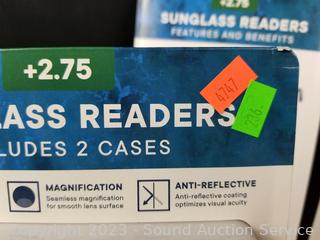 +2.75
SUNGLASS READERS
FEATURES AND BENEFITS
+2.75
4747
LASS READERS
LUDES 2 CASES
MAGNIFICATION
Seamless magnification
for smooth lens surface
ANTI-REFLECTIVE
Anti-reflective coating
optimizes visual acuity
Copyright 2023 - Sound Auction Service